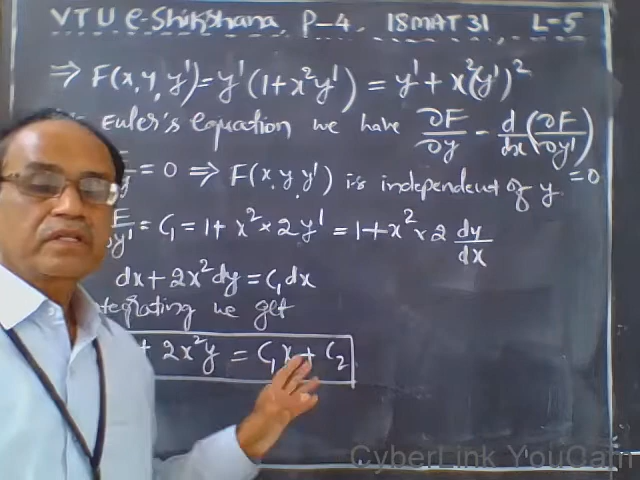 VTU e-Shikshana, P-4, 18MAT31 L-5
⇒ F(x,y,y') = y'(1+x²y') = y' + x²(y')²
Euler's equation we have ∂F/∂y - d/dx(∂F/∂y') = 0
= 0 ⇒ F(x,y,y') is independent of y
∂y' = C₁ = 1 + x² × 2y' = 1 + x² × 2 dy/dx
dx + 2x²dy = C₁dx
tegrating we get
+ 2x²y = C₁x + C₂
CyberLink YouCam